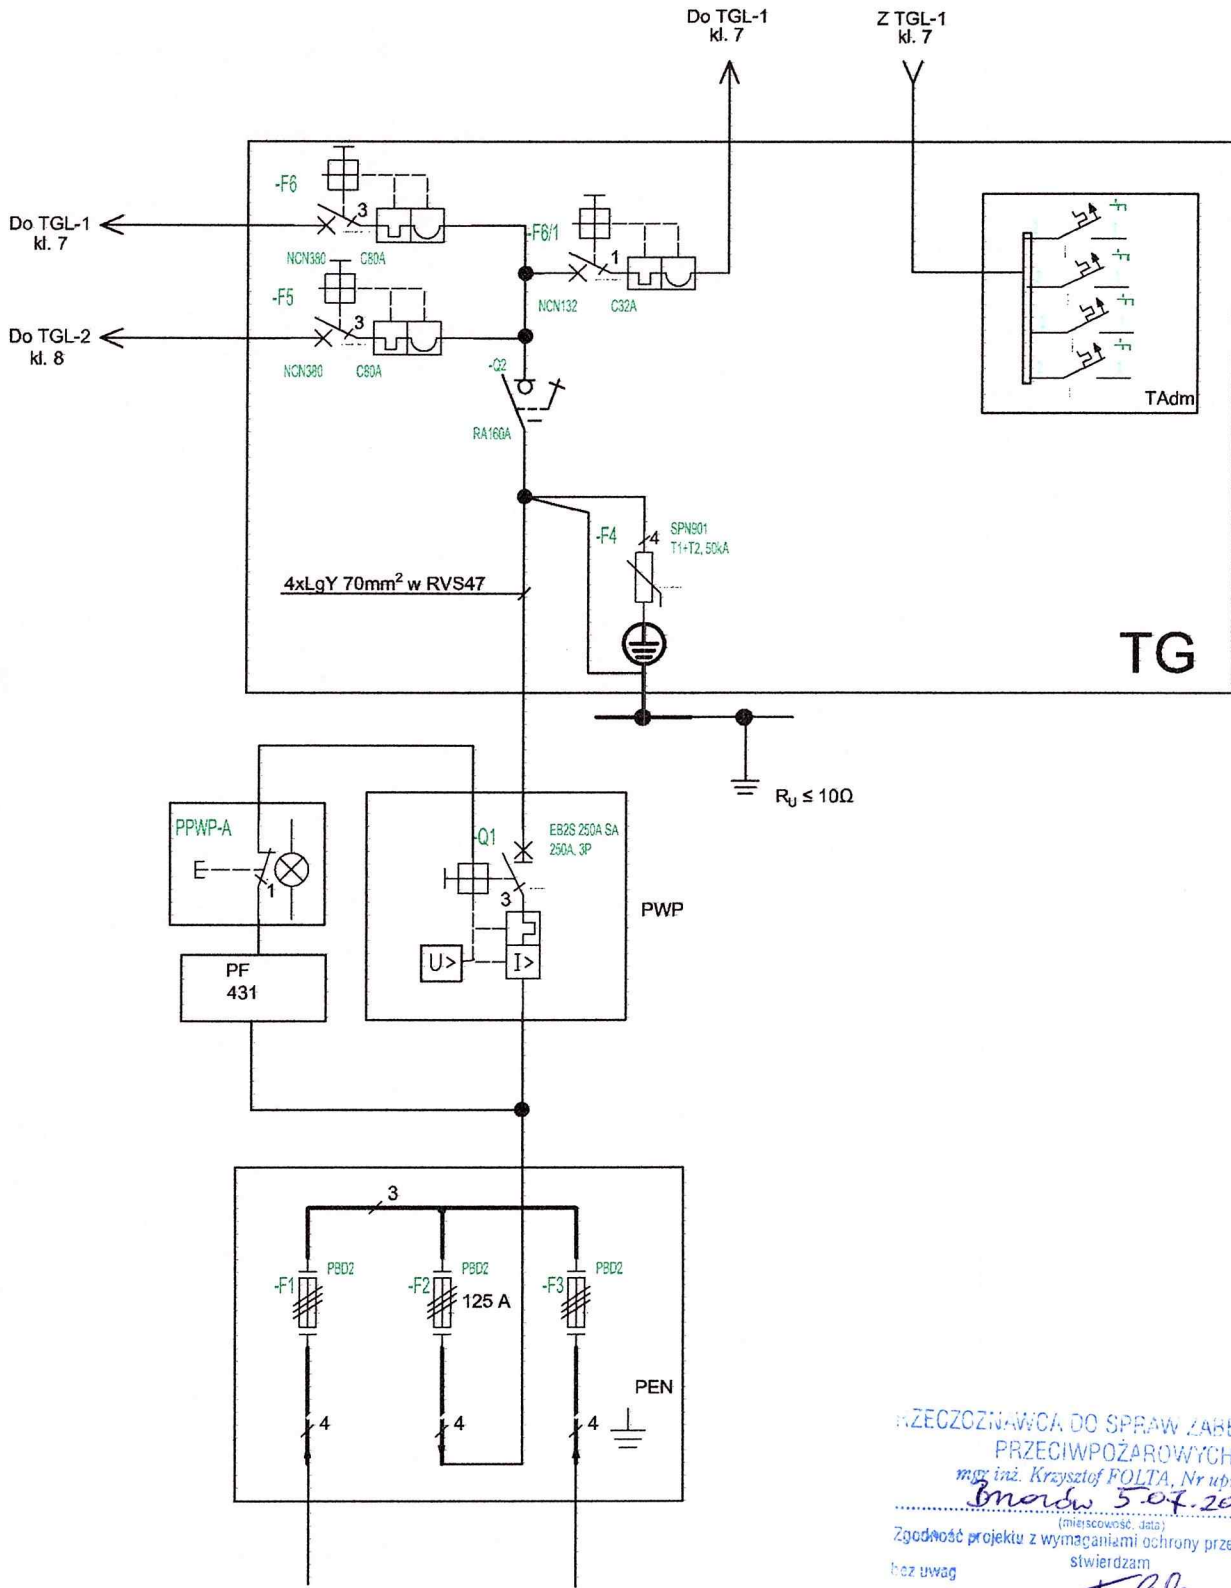 Do TGL-1
kl. 7
Z TGL-1
kl. 7
-F6
3
Do TGL-1
kl. 7
NCN380 C80A
-F6/1
1
NCN132 C32A
-F5
3
Do TGL-2
kl. 8
NCN380 C80A
-F
-F
-F
-F
TAdm
-Q2
RA160A
-F4
4
SPN901
T1+T2, 50kA
4xLgY 70mm² w RVS47
TG
RU ≤ 10Ω
PPWP-A
E
1
-Q1
EB2S 250A SA
250A, 3P
3
PWP
U>
I>
PF
431
3
-F1
PBD2
-F2
PBD2
125 A
-F3
PBD2
PEN
4
4
4
RZECZOZNAWCA DO SPRAW
PRZECIWPOŻAROWYCH
mgr inż. Krzysztof FOLTA, Nr
5.07.20
(miejscowość, data)
Zgodność projektu z wymaganiami ochrony
stwierdzam
bez uwag